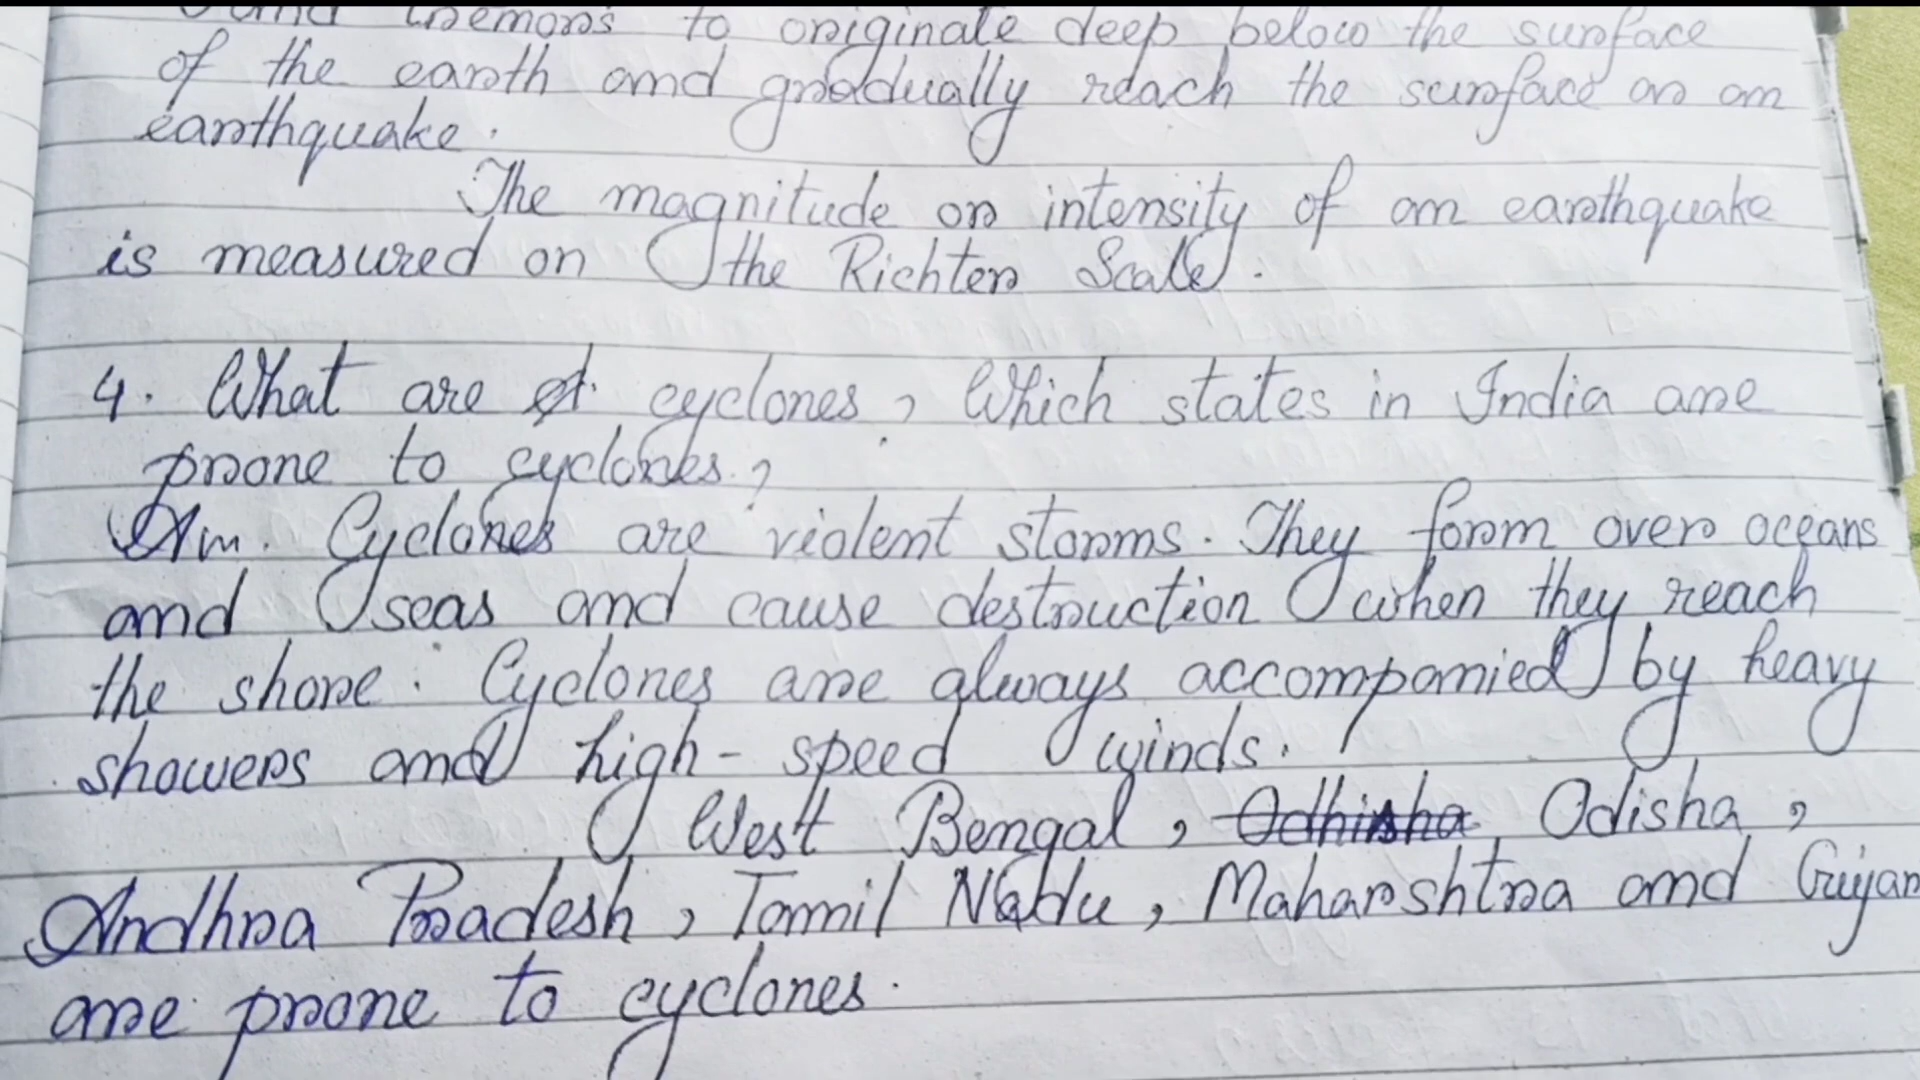 and tremors to originate deep below the surface
of the earth and gradually reach the surface as an
earthquake.
The magnitude or intensity of an earthquake
is measured on the Richter Scale.
4. What are cyclones, Which states in India are
prone to cyclones?
Ans. Cyclones are violent storms. They form over oceans
and seas and cause destruction when they reach
the shore. Cyclones are always accompanied by heavy
showers and high-speed winds.
West Bengal, Odhisha Odisha,
Andhra Pradesh, Tamil Nadu, Maharshtra and Gujar
are prone to cyclones.